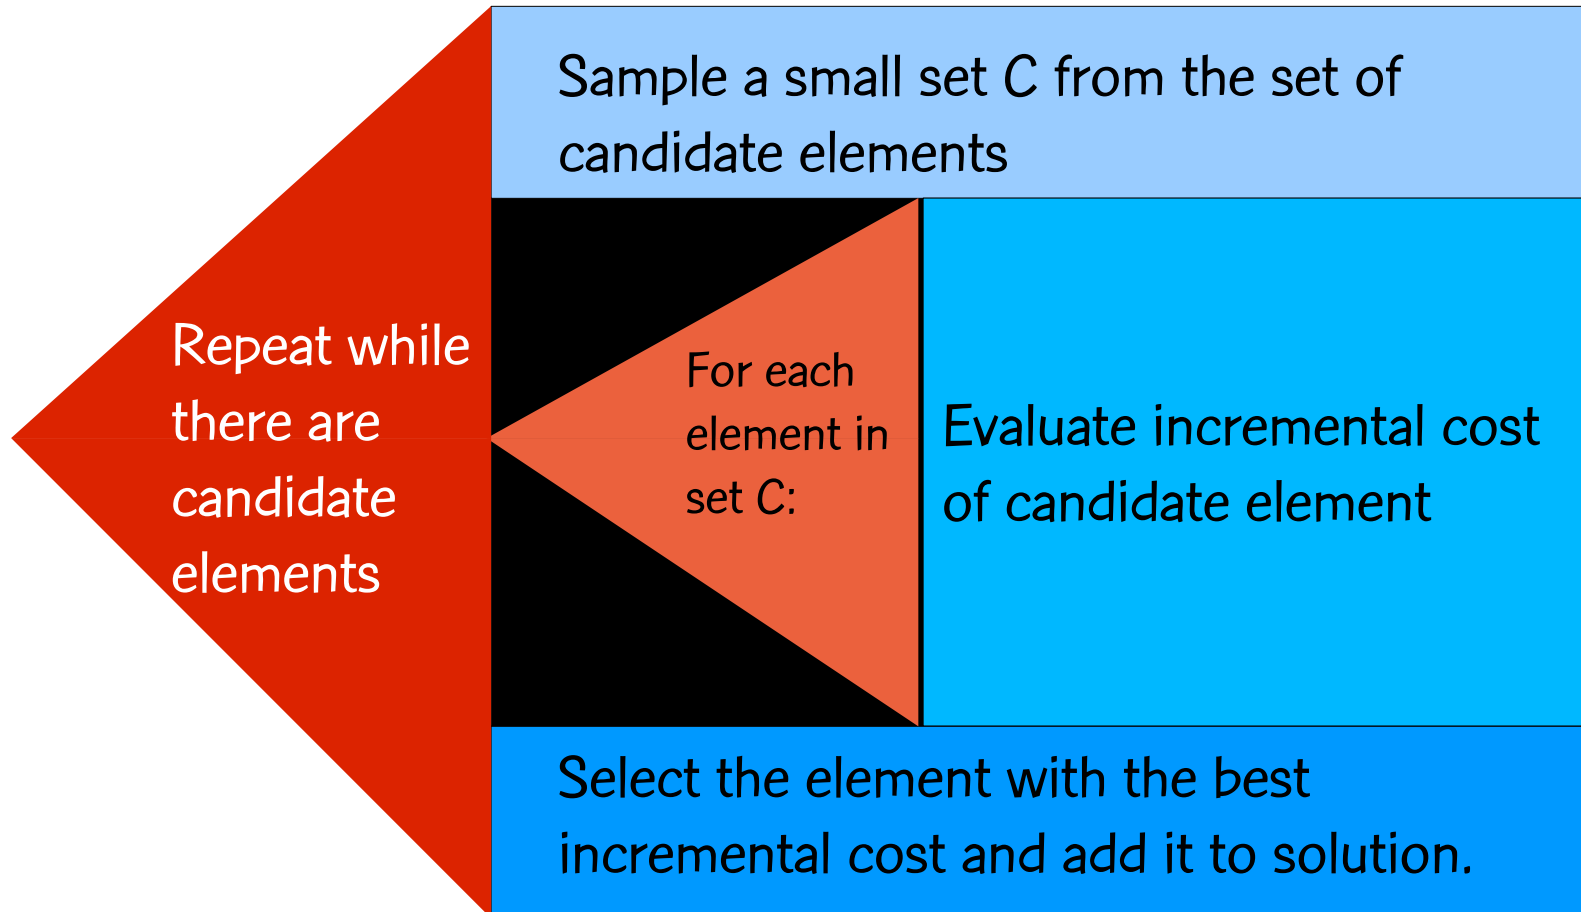 Repeat while
there are
candidate
elements
Sample a small set C from the set of
candidate elements
For each
element in
set C:
Evaluate incremental cost
of candidate element
Select the element with the best
incremental cost and add it to solution.